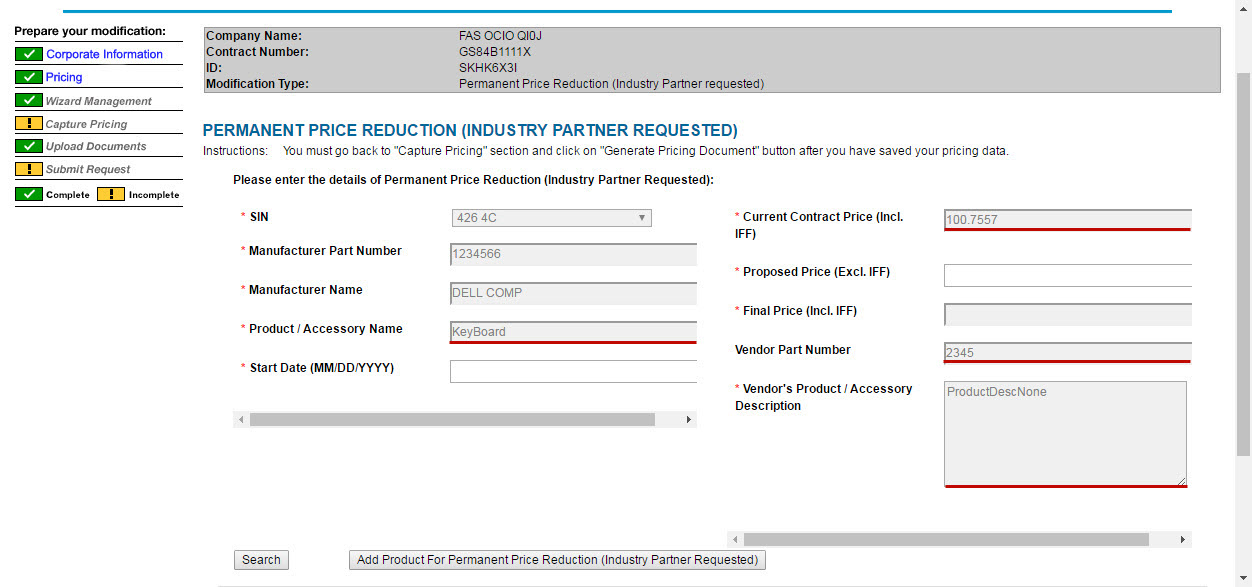 Prepare your modification:
Corporate Information
Pricing
Wizard Management
Capture Pricing
Upload Documents
Submit Request
Complete Incomplete
Company Name: FAS OCIO QI0J
Contract Number: GS84B1111X
ID: SKHK6X3I
Modification Type: Permanent Price Reduction (Industry Partner requested)
PERMANENT PRICE REDUCTION (INDUSTRY PARTNER REQUESTED)
Instructions: You must go back to "Capture Pricing" section and click on "Generate Pricing Document" button after you have saved your pricing data.
Please enter the details of Permanent Price Reduction (Industry Partner Requested):
* SIN 426 4C
* Manufacturer Part Number 1234566
* Manufacturer Name DELL COMP
* Product / Accessory Name KeyBoard
* Start Date (MM/DD/YYYY)
* Current Contract Price (Incl. 100.7557
IFF)
* Proposed Price (Excl. IFF)
* Final Price (Incl. IFF)
Vendor Part Number 2345
* Vendor's Product / Accessory ProductDescNone
Description
Search Add Product For Permanent Price Reduction (Industry Partner Requested)